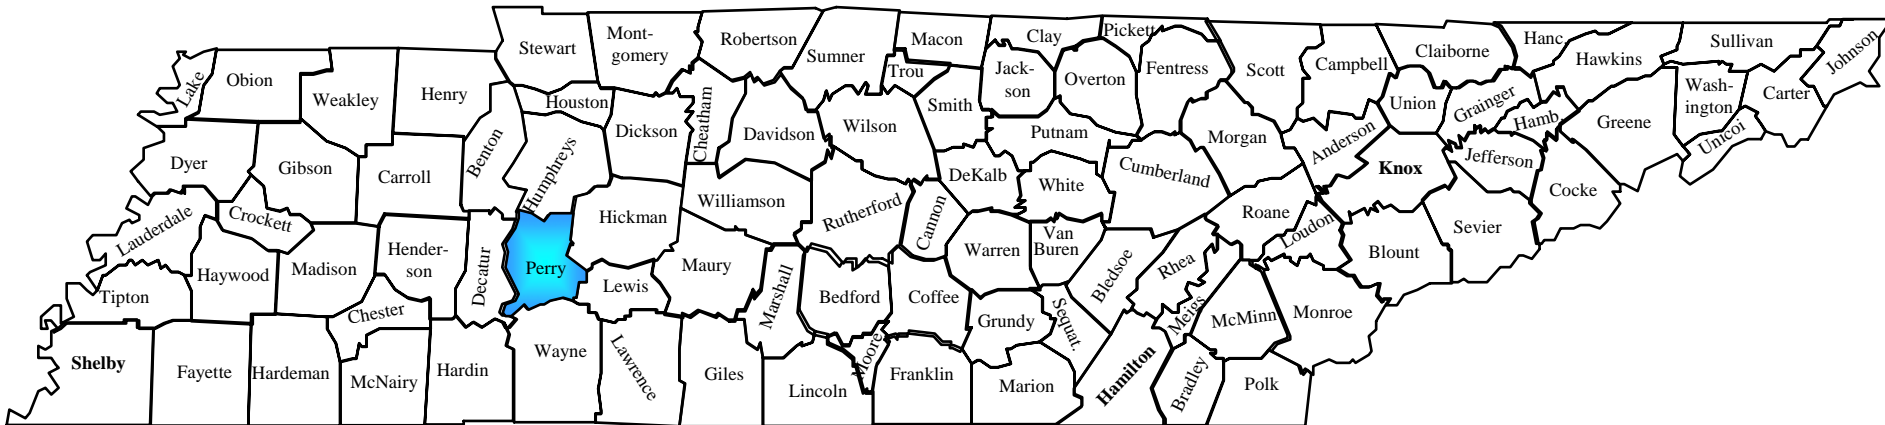 Stewart
Mont-
gomery
Robertson
Sumner
Macon
Trou
Clay
Pickett
Jack-
son
Overton
Fentress
Scott
Campbell
Claiborne
Hanc.
Hawkins
Sullivan
Johnson
Lake
Obion
Weakley
Henry
Houston
Benton
Humphreys
Dickson
Cheatham
Davidson
Wilson
Smith
Putnam
Morgan
Anderson
Union
Grainger
Hamb.
Greene
Wash-
ington
Carter
Unicoi
Dyer
Gibson
Carroll
Hickman
Williamson
Rutherford
Cannon
DeKalb
White
Cumberland
Roane
Loudon
Knox
Jefferson
Sevier
Cocke
Lauderdale
Crockett
Haywood
Madison
Hender-
son
Decatur
Perry
Lewis
Maury
Marshall
Bedford
Coffee
Warren
Van
Buren
Bledsoe
Rhea
Meigs
McMinn
Monroe
Blount
Tipton
Chester
Shelby
Fayette
Hardeman
McNairy
Hardin
Wayne
Lawrence
Giles
Lincoln
Moore
Franklin
Grundy
Sequat.
Marion
Hamilton
Bradley
Polk